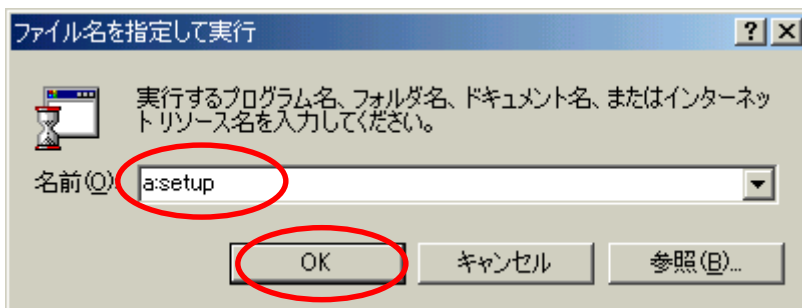 ファイル名を指定して実行
実行するプログラム名、フォルダ名、ドキュメント名、またはインターネッ
トリソース名を入力してください。
名前(O): a:setup
OK キャンセル 参照(B)...